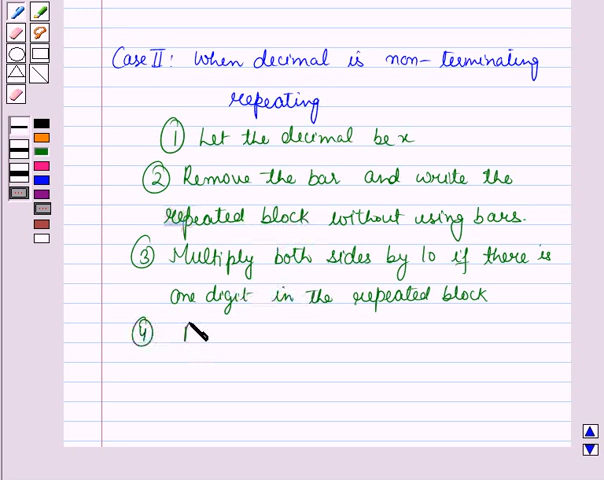 Case II: When decimal is non-terminating
repeating
① Let the decimal be x
② Remove the bar and write the
repeated block without using bars.
③ Multiply both sides by 10 if there is
one digit in the repeated block
④